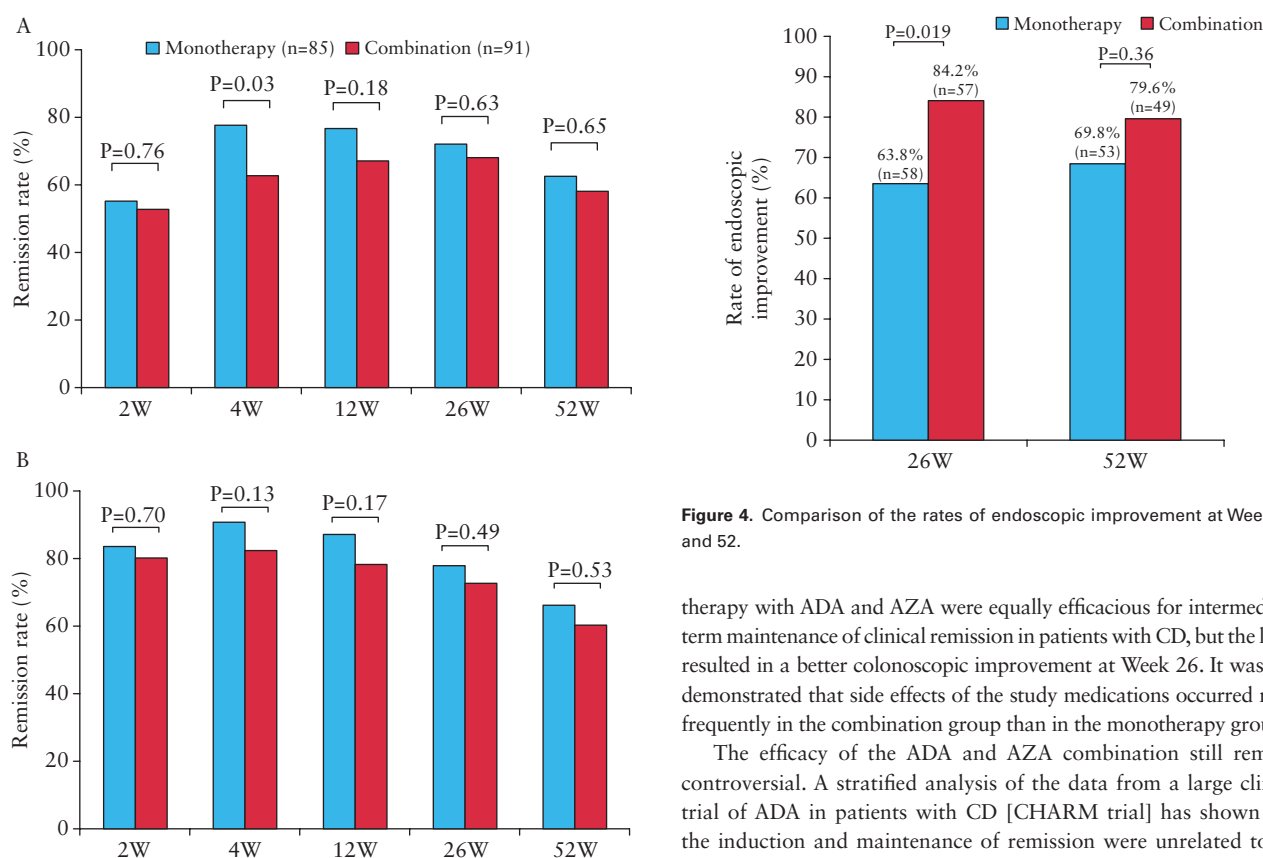 A
Remission rate (%)
100
80
60
40
20
0
Monotherapy (n=85) Combination (n=91)
P=0.76
P=0.03
P=0.18
P=0.63
P=0.65
2W 4W 12W 26W 52W
B
Remission rate (%)
100
80
60
40
20
0
P=0.70
P=0.13
P=0.17
P=0.49
P=0.53
2W 4W 12W 26W 52W
Monotherapy Combination
Rate of endoscopic
improvement (%)
100
90
80
70
60
50
40
30
20
10
0
P=0.019
63.8%
(n=58)
84.2%
(n=57)
P=0.36
69.8%
(n=53)
79.6%
(n=49)
26W 52W
Figure 4. Comparison of the rates of endoscopic improvement at Wee
and 52.
therapy with ADA and AZA were equally efficacious for intermed
term maintenance of clinical remission in patients with CD, but the l
resulted in a better colonoscopic improvement at Week 26. It was
demonstrated that side effects of the study medications occurred
frequently in the combination group than in the monotherapy grou
The efficacy of the ADA and AZA combination still rem
controversial. A stratified analysis of the data from a large clin
trial of ADA in patients with CD [CHARM trial] has shown
the induction and maintenance of remission were unrelated to